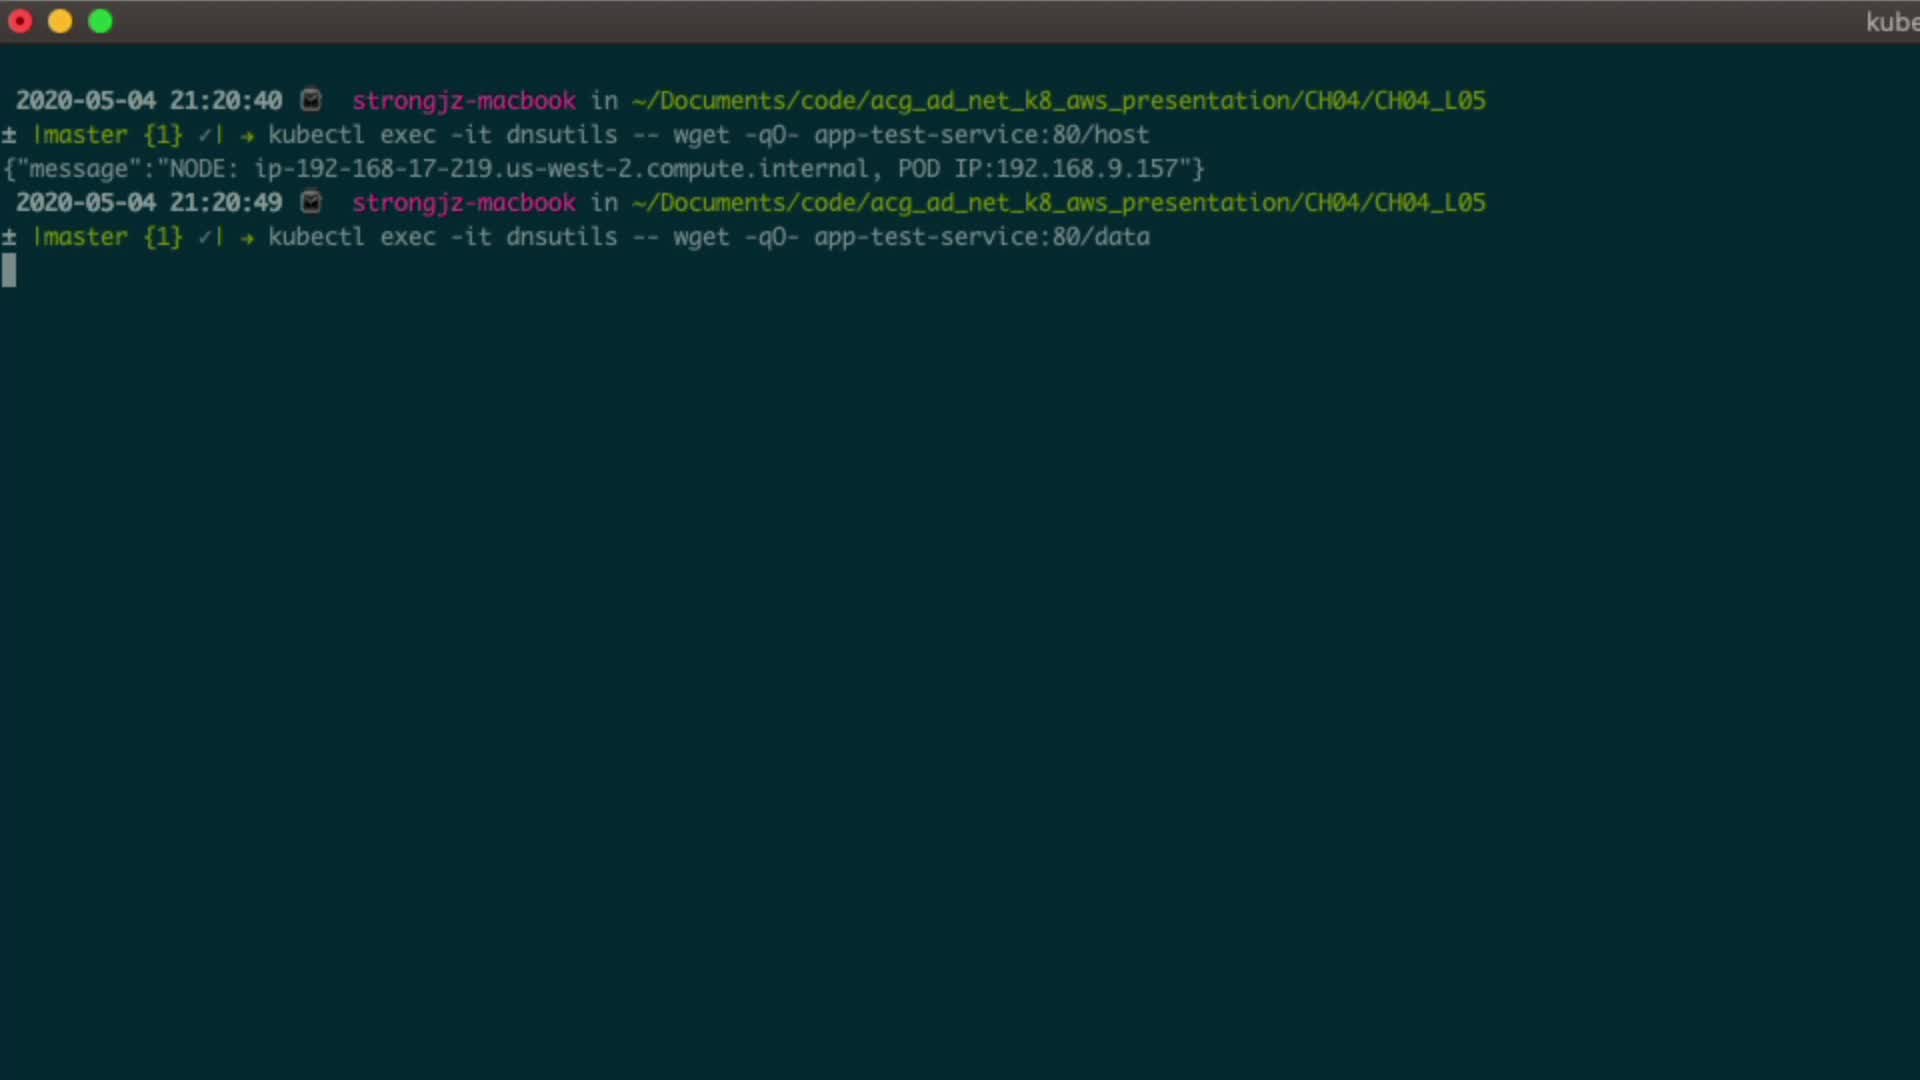 kube
2020-05-04 21:20:40 strongjz-macbook in ~/Documents/code/acg_ad_net_k8_aws_presentation/CH04/CH04_L05
± |master {1} ✓| → kubectl exec -it dnsutils -- wget -qO- app-test-service:80/host
{"message":"NODE: ip-192-168-17-219.us-west-2.compute.internal, POD IP:192.168.9.157"}
2020-05-04 21:20:49 strongjz-macbook in ~/Documents/code/acg_ad_net_k8_aws_presentation/CH04/CH04_L05
± |master {1} ✓| → kubectl exec -it dnsutils -- wget -qO- app-test-service:80/data